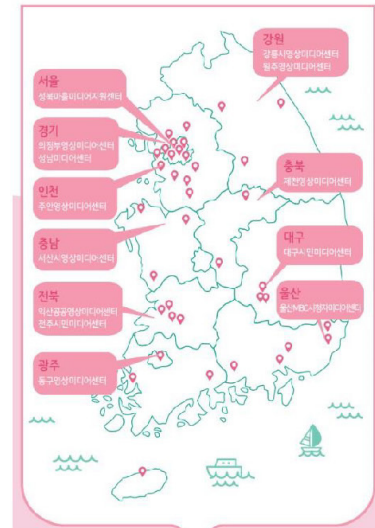 강원
강릉시영상미디어센터
원주영상미디어센터
서울
성북마을미디어지원센터
경기
의정부영상미디어센터
성남미디어센터
인천
주안영상미디어센터
충북
제천영상미디어센터
충남
서산시영상미디어센터
대구
대구시민미디어센터
전북
익산공공영상미디어센터
전주시민미디어센터
울산
울산MBC시청자미디어센터
광주
동구영상미디어센터